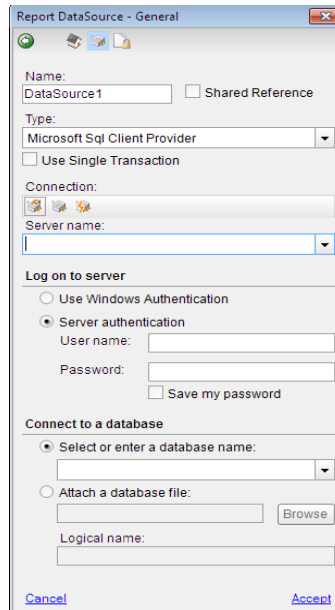 Report DataSource - General
Name:
DataSource1
Shared Reference
Type:
Microsoft Sql Client Provider
Use Single Transaction
Connection:
Server name:
Log on to server
Use Windows Authentication
Server authentication
User name:
Password:
Save my password
Connect to a database
Select or enter a database name:
Attach a database file:
Browse
Logical name:
Cancel
Accept